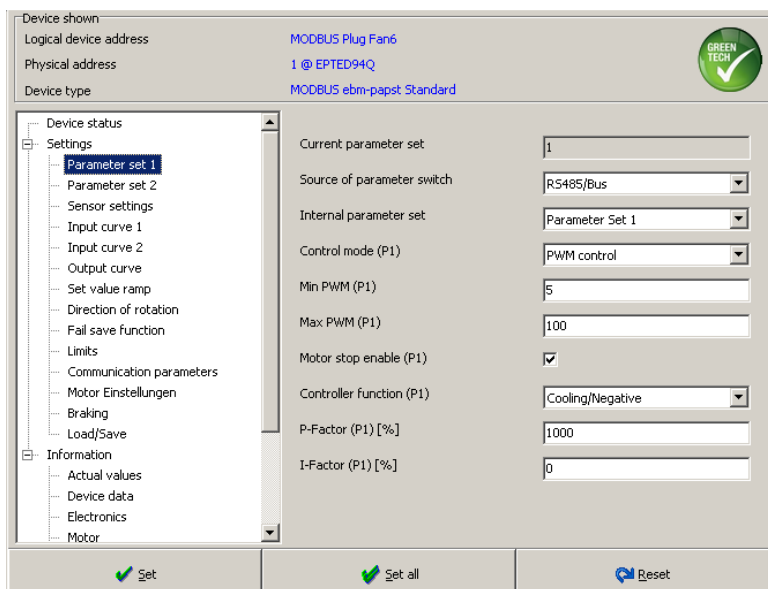 Device shown
Logical device address MODBUS Plug Fan6
Physical address 1 @ EPTED94Q
Device type MODBUS ebm-papst Standard
GREEN
TECH
Device status
Settings
Parameter set 1
Parameter set 2
Sensor settings
Input curve 1
Input curve 2
Output curve
Set value ramp
Direction of rotation
Fail save function
Limits
Communication parameters
Motor Einstellungen
Braking
Load/Save
Information
Actual values
Device data
Electronics
Motor
Current parameter set 1
Source of parameter switch RS485/Bus
Internal parameter set Parameter Set 1
Control mode (P1) PWM control
Min PWM (P1) 5
Max PWM (P1) 100
Motor stop enable (P1)
Controller function (P1) Cooling/Negative
P-Factor (P1) [%] 1000
I-Factor (P1) [%] 0
Set Set all Reset